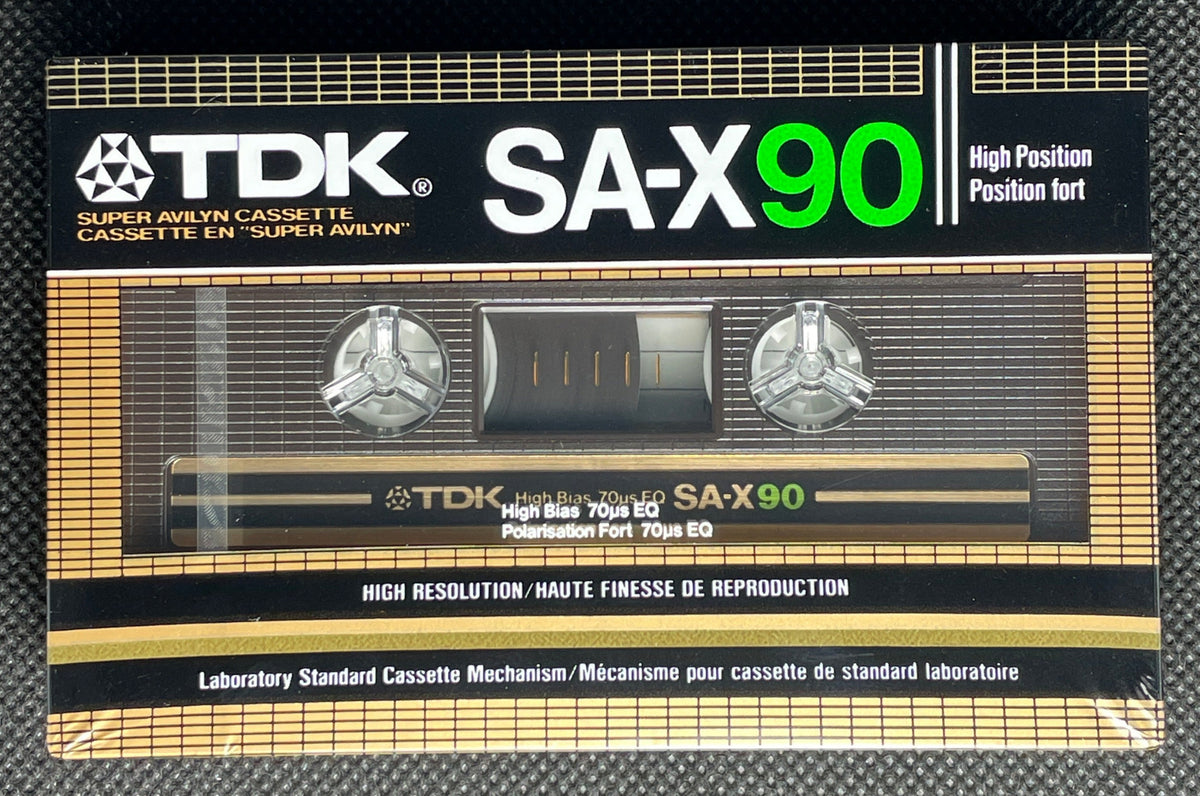 TDK®
SUPER AVILYN CASSETTE
CASSETTE EN "SUPER AVILYN"
SA-X90
High Position
Position fort
TDK High Bias 70µs EQ SA-X90
High Bias 70µs EQ
Polarisation Fort 70µs EQ
HIGH RESOLUTION/HAUTE FINESSE DE REPRODUCTION
Laboratory Standard Cassette Mechanism/Mécanisme pour cassette de standard laboratoire